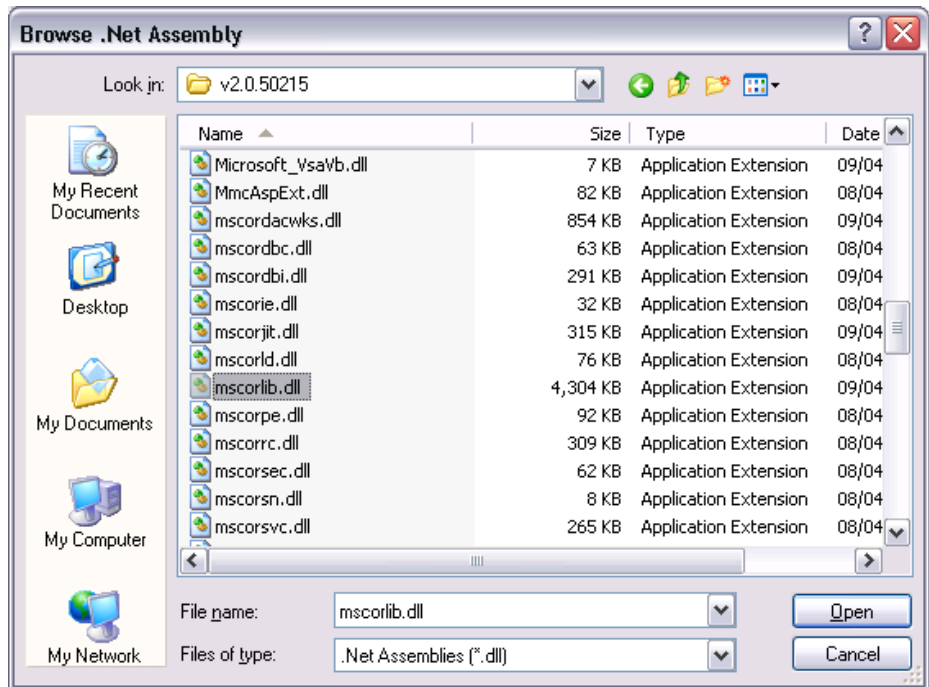 Browse .Net Assembly
Look in: v2.0.50215
Name Size Type Date
Microsoft_VsaVb.dll 7 KB Application Extension 09/04
MmcAspExt.dll 82 KB Application Extension 08/04
mscordacwks.dll 854 KB Application Extension 09/04
mscordbc.dll 63 KB Application Extension 08/04
mscordbi.dll 291 KB Application Extension 09/04
mscorie.dll 32 KB Application Extension 08/04
mscorjit.dll 315 KB Application Extension 09/04
mscorld.dll 76 KB Application Extension 08/04
mscorlib.dll 4,304 KB Application Extension 09/04
mscorpe.dll 92 KB Application Extension 08/04
mscorrc.dll 309 KB Application Extension 08/04
mscorsec.dll 62 KB Application Extension 08/04
mscorsn.dll 8 KB Application Extension 08/04
mscorsvc.dll 265 KB Application Extension 08/04
My Recent
Documents
Desktop
My Documents
My Computer
My Network
File name: mscorlib.dll Open
Files of type: .Net Assemblies (*.dll) Cancel